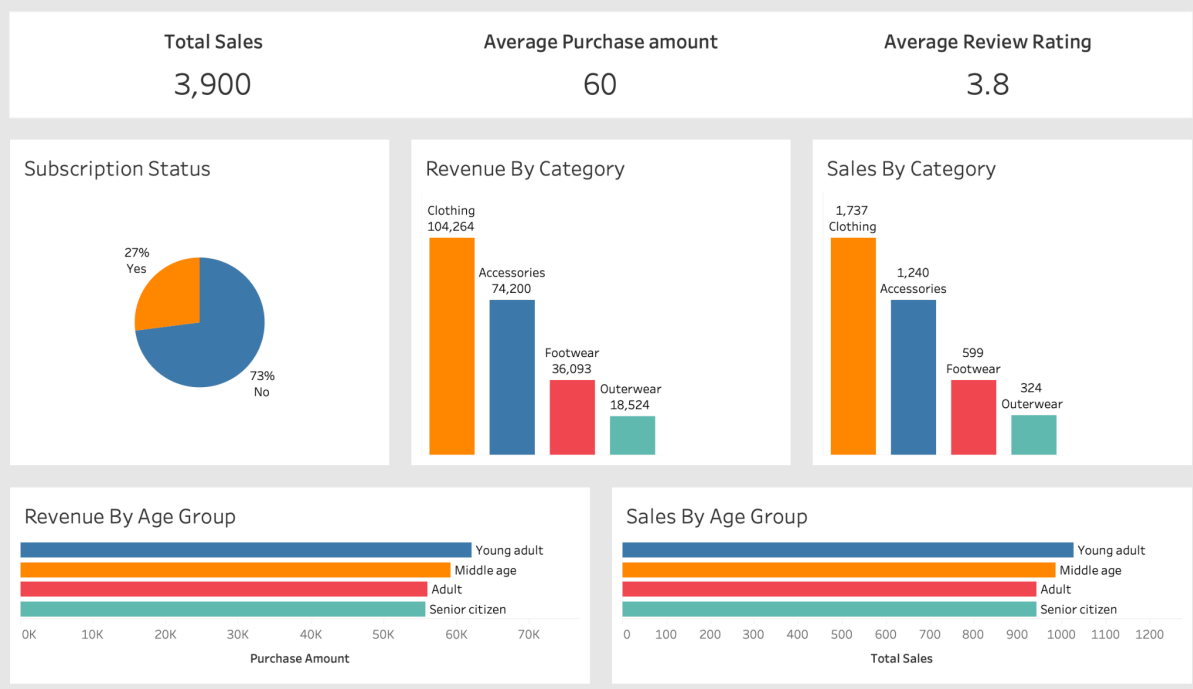 Total Sales
3,900
Average Purchase amount
60
Average Review Rating
3.8
Subscription Status
27%
Yes
73%
No
Revenue By Category
Clothing
104,264
Accessories
74,200
Footwear
36,093
Outerwear
18,524
Sales By Category
1,737
Clothing
1,240
Accessories
599
Footwear
324
Outerwear
Revenue By Age Group
Young adult
Middle age
Adult
Senior citizen
0K 10K 20K 30K 40K 50K 60K 70K
Purchase Amount
Sales By Age Group
Young adult
Middle age
Adult
Senior citizen
0 100 200 300 400 500 600 700 800 900 1000 1100 1200
Total Sales